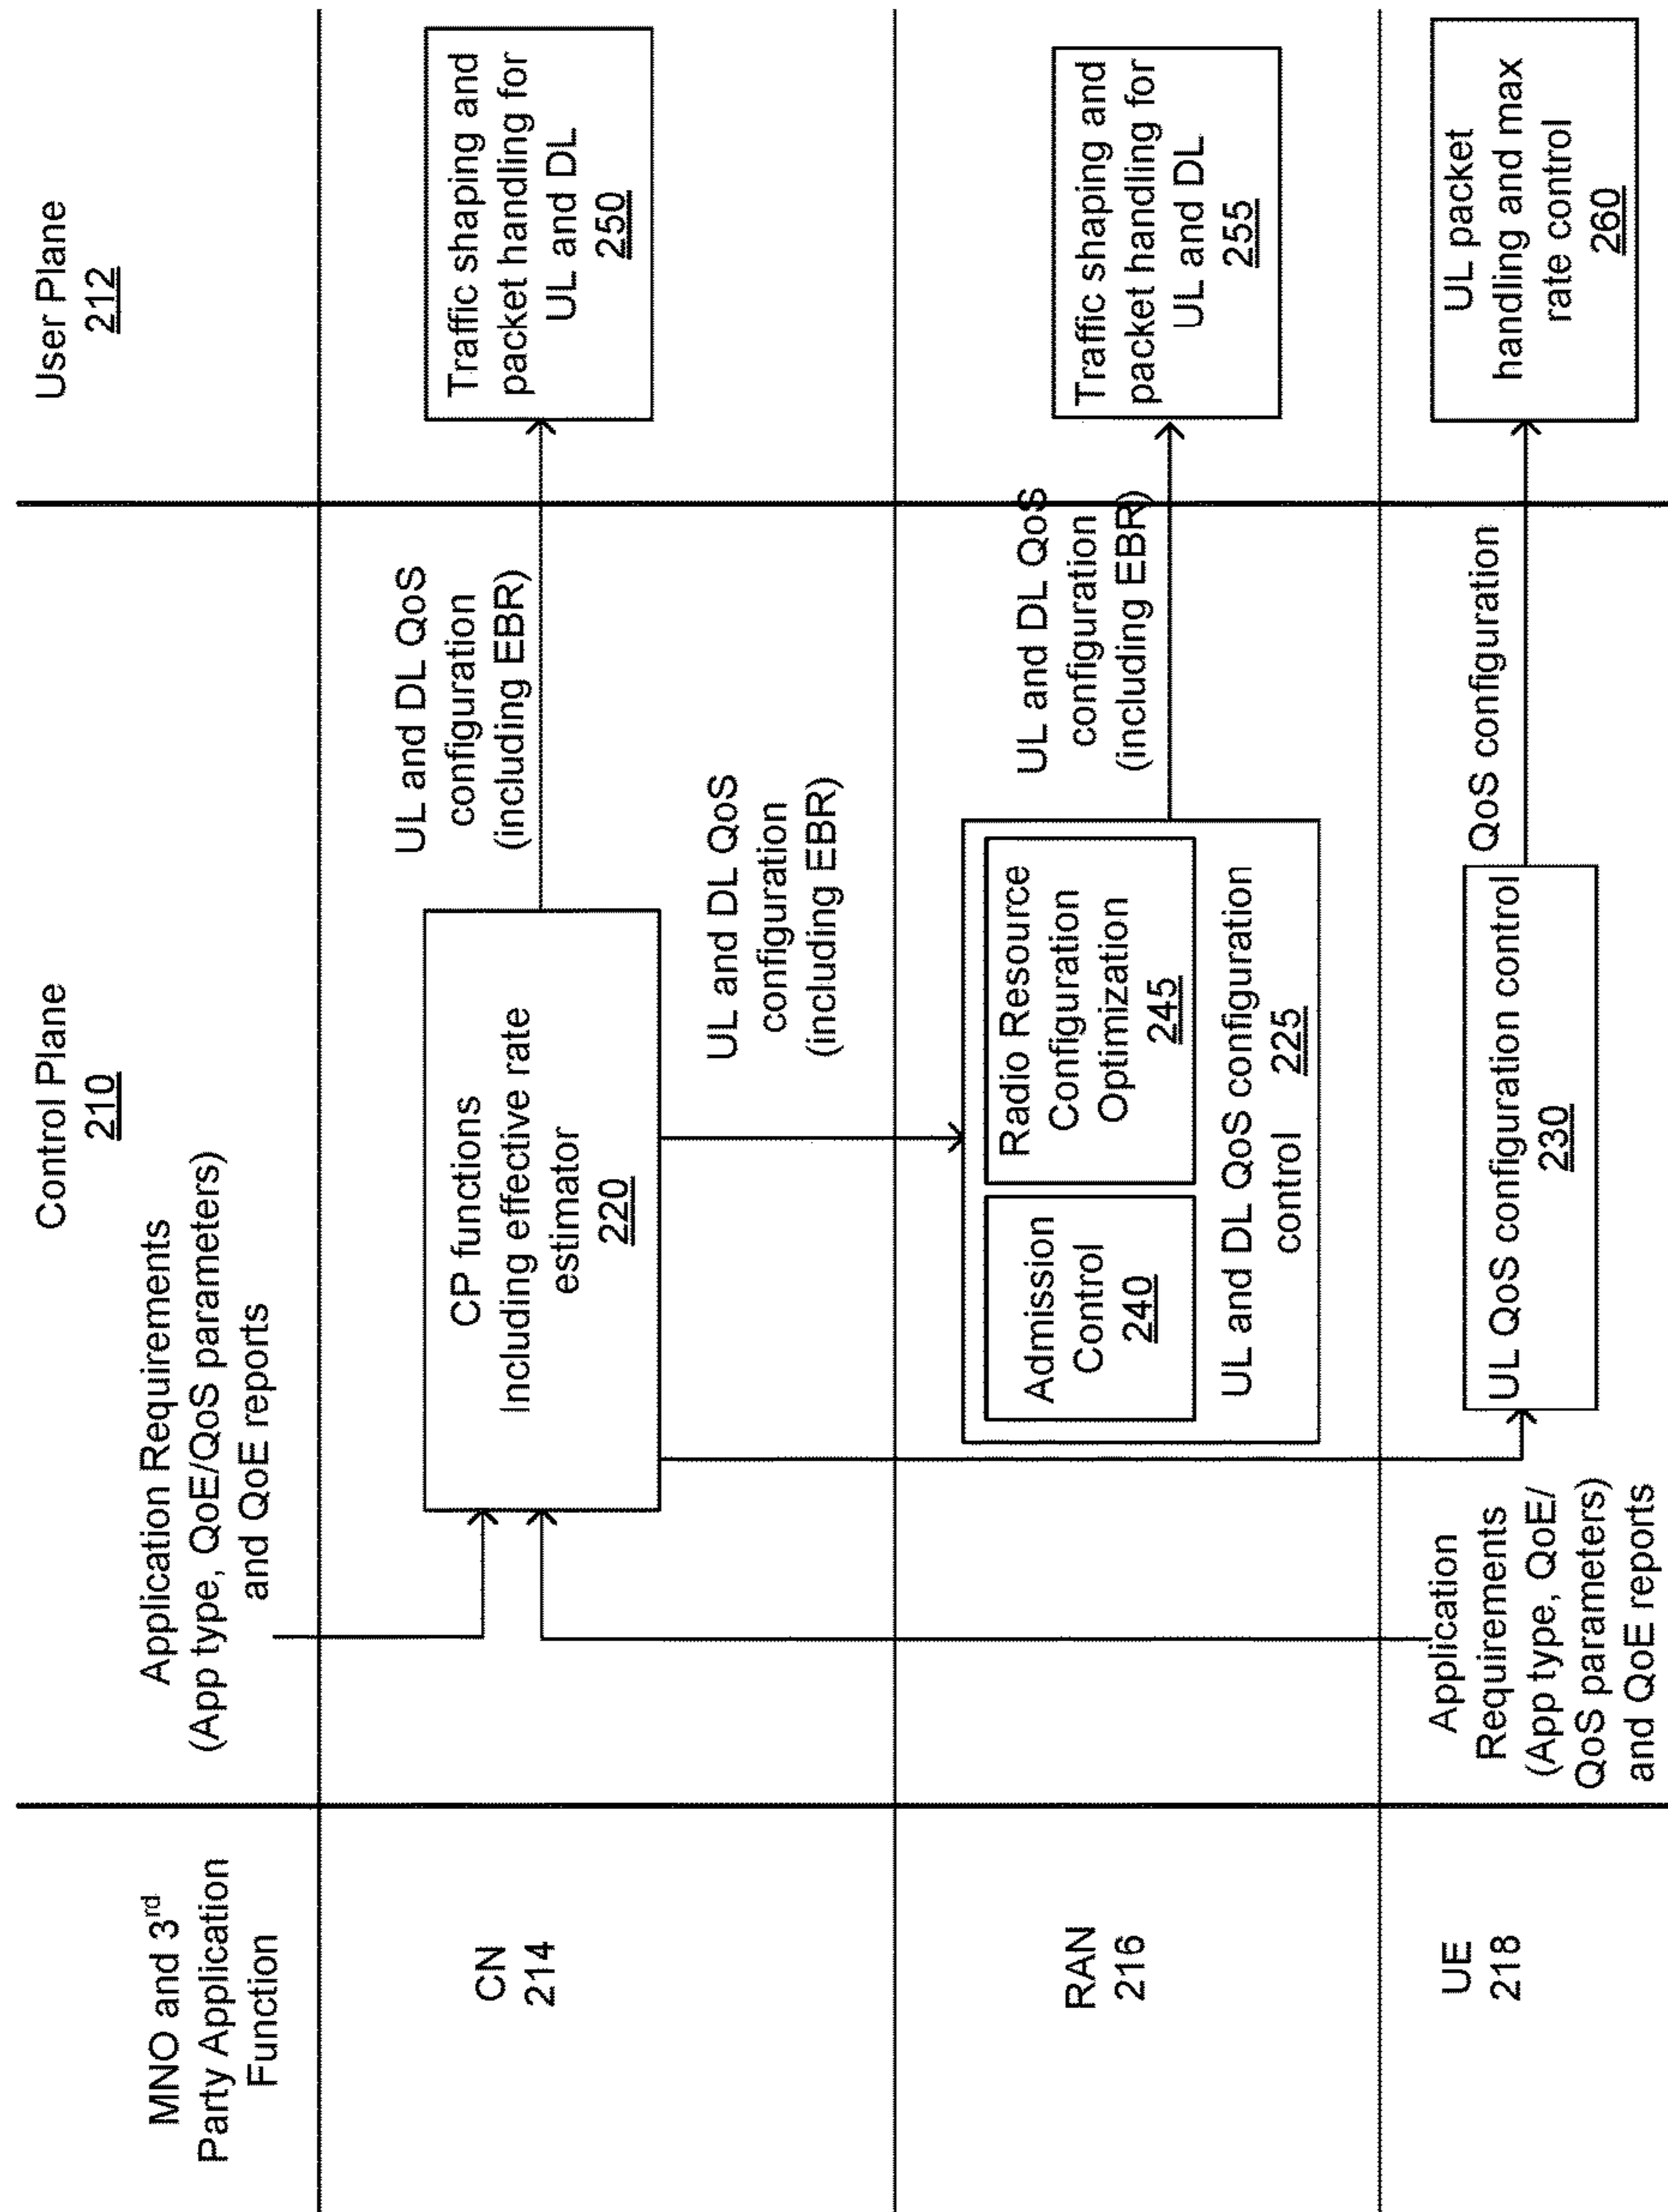 MNO and 3rd
Party Application
Function
Control Plane
210
User Plane
212
Application Requirements
(App type, QoE/QoS parameters)
and QoE reports
CN
214
CP functions
Including effective rate
estimator
220
UL and DL QoS
configuration
(including EBR)
Traffic shaping and
packet handling for
UL and DL
250
UL and DL QoS
configuration
(including EBR)
RAN
216
Admission
Control
240
Radio Resource
Configuration
Optimization
245
UL and DL QoS configuration
control 225
UL and DL QoS
configuration
(including EBR)
Traffic shaping and
packet handling for
UL and DL
255
UE
218
Application
Requirements
(App type, QoE/
QoS parameters)
and QoE reports
UL QoS configuration control
230
QoS configuration
UL packet
handling and max
rate control
260